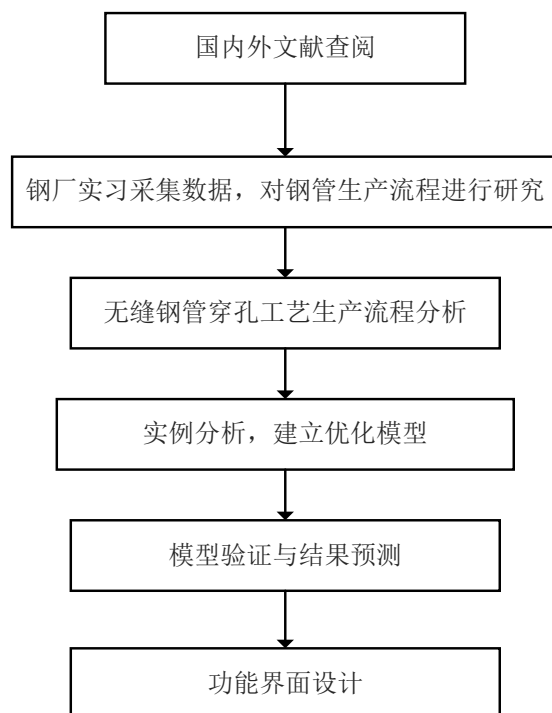 国内外文献查阅
钢厂实习采集数据，对钢管生产流程进行研究
无缝钢管穿孔工艺生产流程分析
实例分析，建立优化模型
模型验证与结果预测
功能界面设计